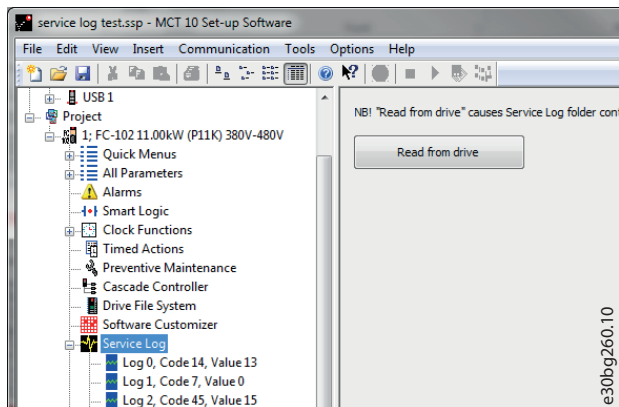 service log test.ssp - MCT 10 Set-up Software
File Edit View Insert Communication Tools Options Help
USB 1
Project
1; FC-102 11.00kW (P11K) 380V-480V
Quick Menus
All Parameters
Alarms
Smart Logic
Clock Functions
Timed Actions
Preventive Maintenance
Cascade Controller
Drive File System
Software Customizer
Service Log
Log 0, Code 14, Value 13
Log 1, Code 7, Value 0
Log 2, Code 45, Value 15
NB! "Read from drive" causes Service Log folder con
Read from drive
e30bg260.10